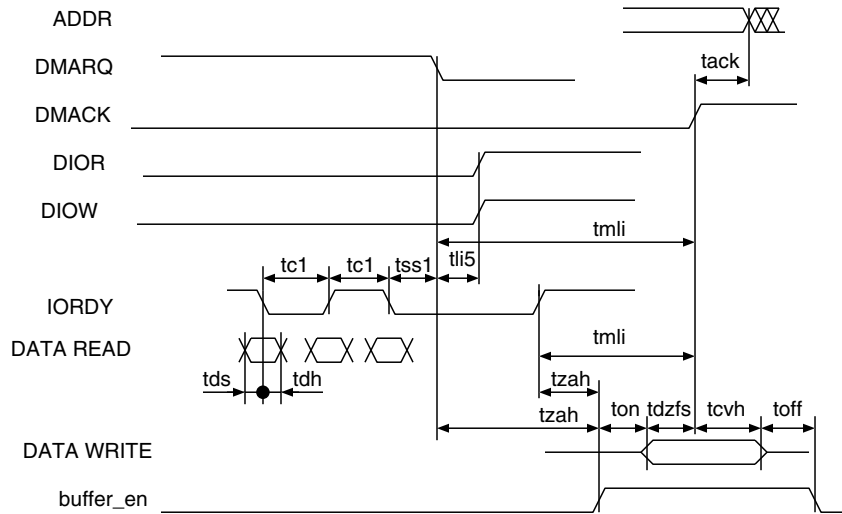 ADDR
DMARQ
tack
DMACK
DIOR
DIOW
tmli
tc1 tc1 tss1 tli5
IORDY
DATA READ
tmli
tds tdh
tzah
tzah ton tdzfs tcvh toff
DATA WRITE
buffer_en